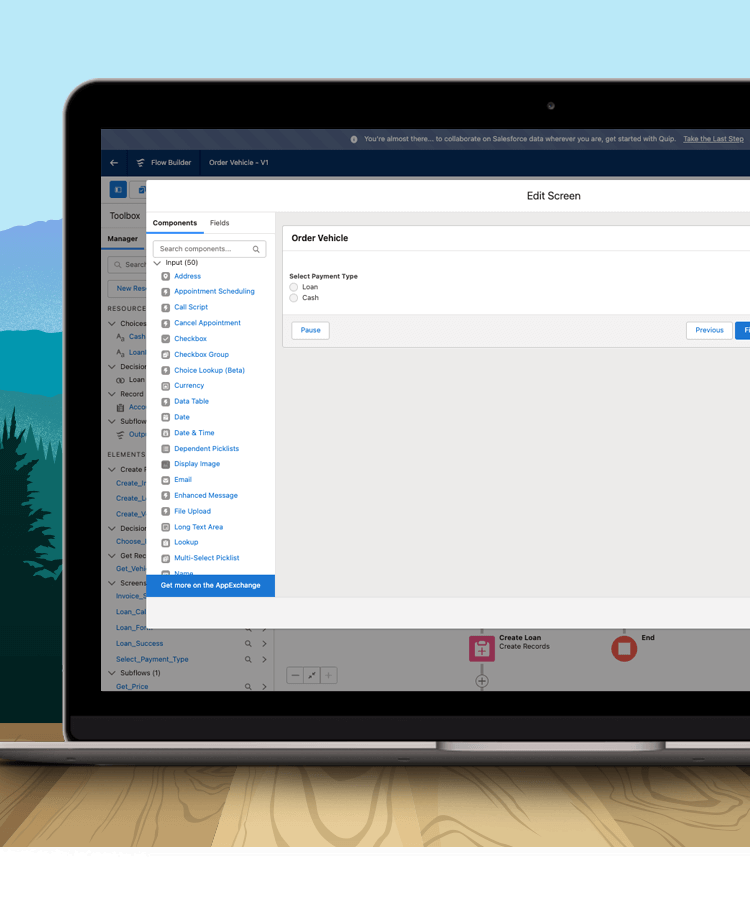 You're almost there... to collaborate on Salesforce data wherever you are, get started with Quip. Take the Last Step
Flow Builder Order Vehicle - V1
Edit Screen
Toolbox
Manager
Search
RESOURCE
Choices
Cash
Loan
Decision
Loan
Record
Acco
Subflow
Outp
ELEMENTS
Create R
Create_In
Create_L
Create_V
Decision
Choose_
Get Rec
Get_Vehi
Screens
Invoice_S
Loan_Cal
Loan_For
Loan_Success
Select_Payment_Type
Subflows (1)
Get_Price
Components Fields
Search components...
Input (50)
Address
Appointment Scheduling
Call Script
Cancel Appointment
Checkbox
Checkbox Group
Choice Lookup (Beta)
Currency
Data Table
Date
Date & Time
Dependent Picklists
Display Image
Email
Enhanced Message
File Upload
Long Text Area
Lookup
Multi-Select Picklist
Name
Get more on the AppExchange
Order Vehicle
Select Payment Type
Loan
Cash
Pause Previous Fi
Create Loan
Create Records
End